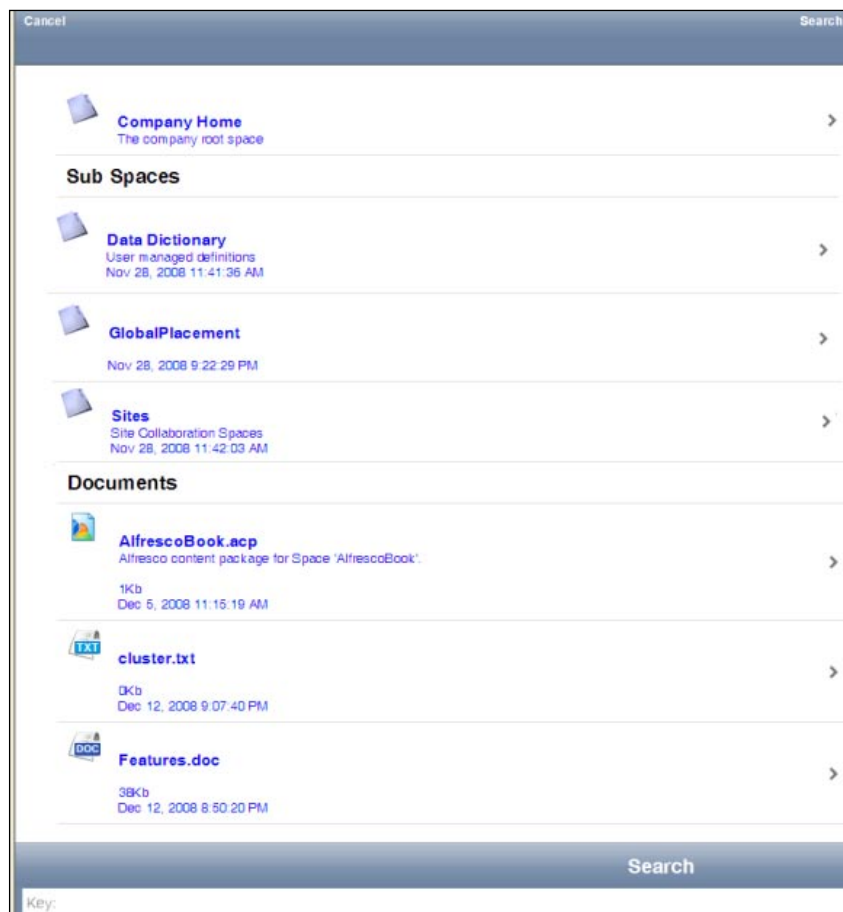 Cancel Search
Company Home
The company root space
Sub Spaces
Data Dictionary
User managed definitions
Nov 28, 2008 11:41:36 AM
GlobalPlacement
Nov 28, 2008 9:22:29 PM
Sites
Site Collaboration Spaces
Nov 28, 2008 11:42:03 AM
Documents
AlfrescoBook.acp
Alfresco content package for Space 'AlfrescoBook'.
1Kb
Dec 5, 2008 11:15:19 AM
TXT
cluster.txt
0Kb
Dec 12, 2008 9:07:40 PM
DOC
Features.doc
38Kb
Dec 12, 2008 8:50:20 PM
Search
Key: